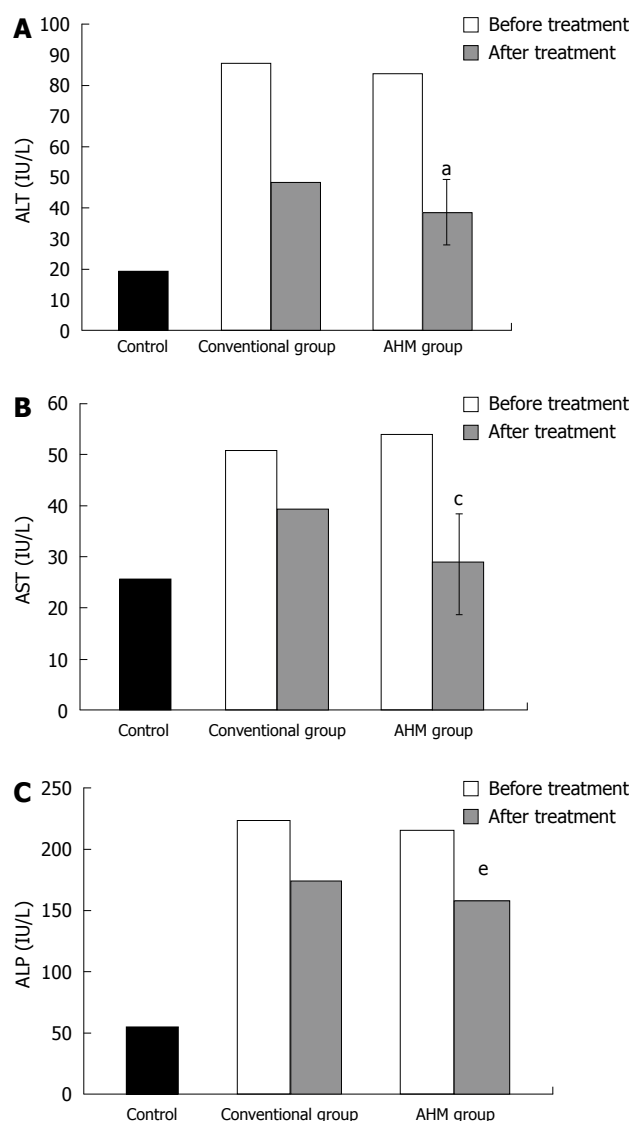 A
Before treatment
After treatment
ALT (IU/L)
100
90
80
70
60
50
40
30
20
10
0
a
Control Conventional group AHM group
B
Before treatment
After treatment
AST (IU/L)
60
50
40
30
20
10
0
c
Control Conventional group AHM group
C
Before treatment
After treatment
ALP (IU/L)
250
200
150
100
50
0
e
Control Conventional group AHM group